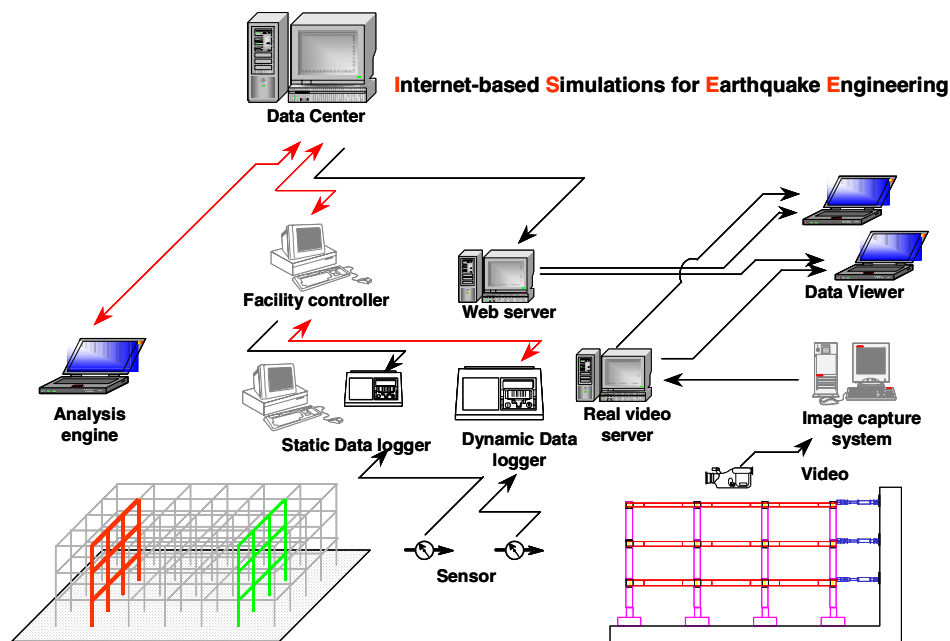 Internet-based Simulations for Earthquake Engineering
Data Center
Facility controller
Web server
Data Viewer
Analysis
engine
Static Data logger
Dynamic Data
logger
Real video
server
Image capture
system
Video
Sensor